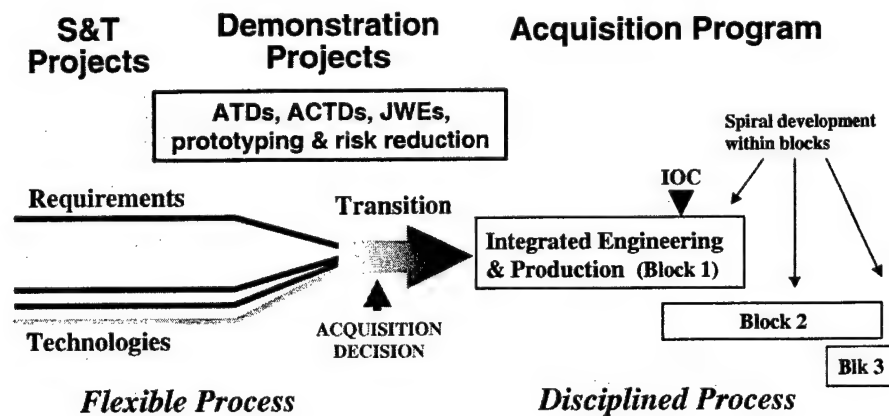 S&T
Projects
Demonstration
Projects
Acquisition Program
ATDs, ACTDs, JWEs,
prototyping & risk reduction
Spiral development
within blocks
IOC
Requirements
Transition
Integrated Engineering
& Production (Block 1)
Block 2
ACQUISITION
DECISION
Technologies
Blk 3
Flexible Process
Disciplined Process